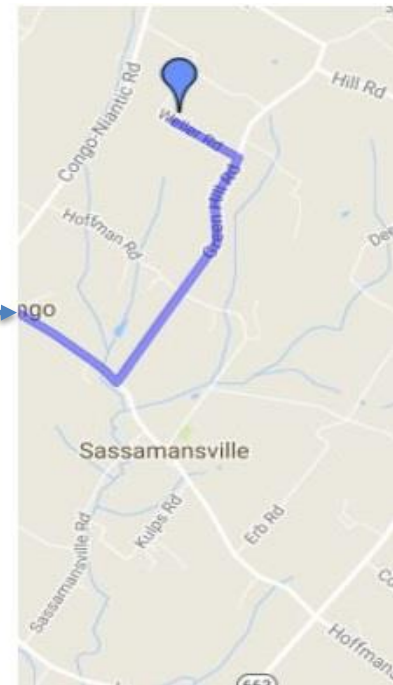 Hill Rd
Congo-Niantic Rd
Weller Rd
Green Hill Rd
Hoffman Rd
ngo
Sassamansville
Kulps Rd
Erb Rd
Sassamansville Rd
Hoffmans